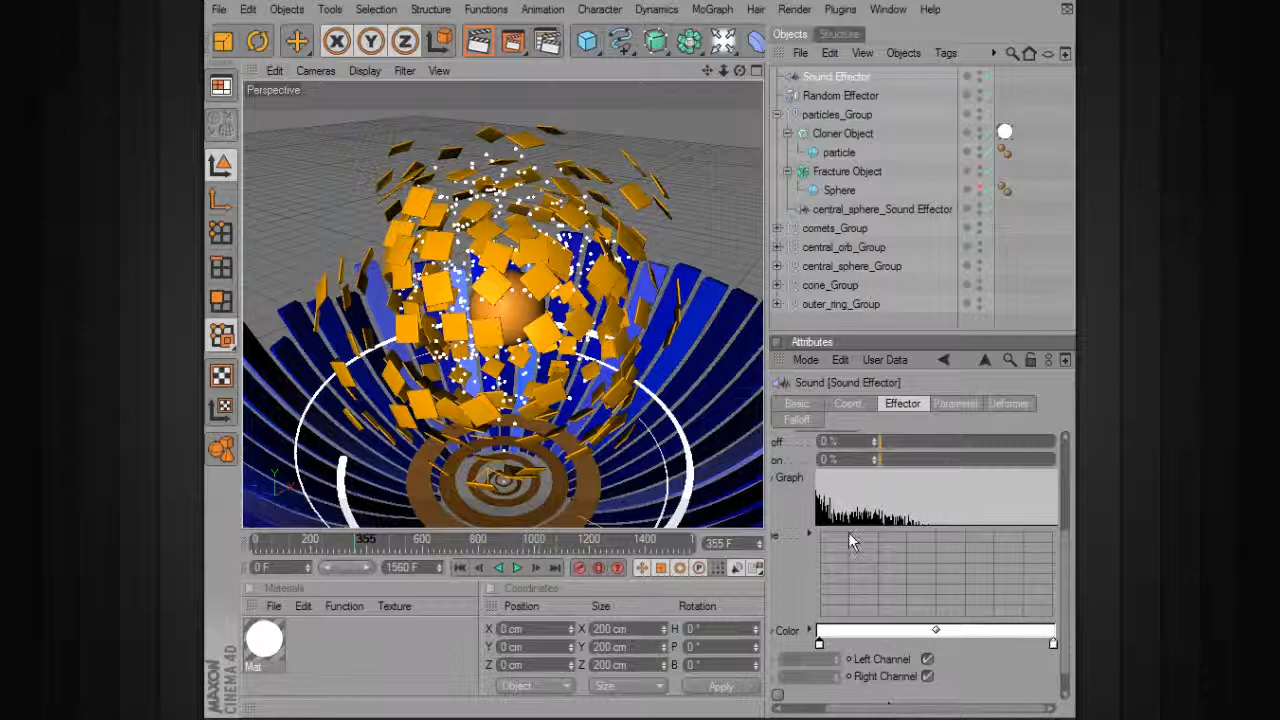 File Edit Objects Tools Selection Structure Functions Animation Character Dynamics MoGraph Hair Render Plugins Window Help
X Y Z
Objects Structure
File Edit View Objects Tags
Edit Cameras Display Filter View
Perspective
Sound Effector
Random Effector
particles_Group
Cloner Object
particle
Fracture Object
Sphere
central_sphere_Sound Effector
comets_Group
central_orb_Group
central_sphere_Group
cone_Group
outer_ring_Group
Y
X
Attributes
Mode Edit User Data
Sound [Sound Effector]
Basic Coord. Effector Parameter Deformer
Falloff
off 0 %
on 0 %
Graph
Color
Left Channel
Right Channel
0 200 355 600 800 1000 1200 1400 355 F
0 F 1560 F
Materials
File Edit Function Texture
Mat
Coordinates
Position Size Rotation
X 0 cm X 200 cm H 0 °
Y 0 cm Y 200 cm P 0 °
Z 0 cm Z 200 cm B 0 °
Object Size Apply
MAXON
CINEMA 4D